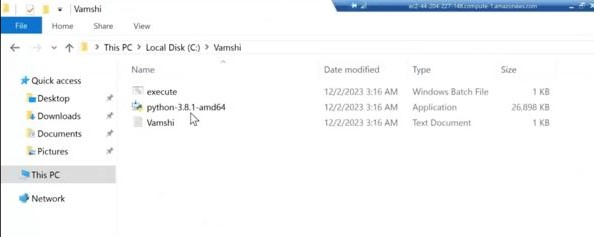 Vamshi
ec2-44-204-227-148.compute-1.amazonaws.com
File Home Share View
This PC Local Disk (C:) Vamshi
Name Date modified Type Size
Quick access
Desktop
Downloads
Documents
Pictures
This PC
Network
execute 12/2/2023 3:16 AM Windows Batch File 1 KB
python-3.8.1-amd64 12/2/2023 3:16 AM Application 26,898 KB
Vamshi 12/2/2023 3:16 AM Text Document 1 KB